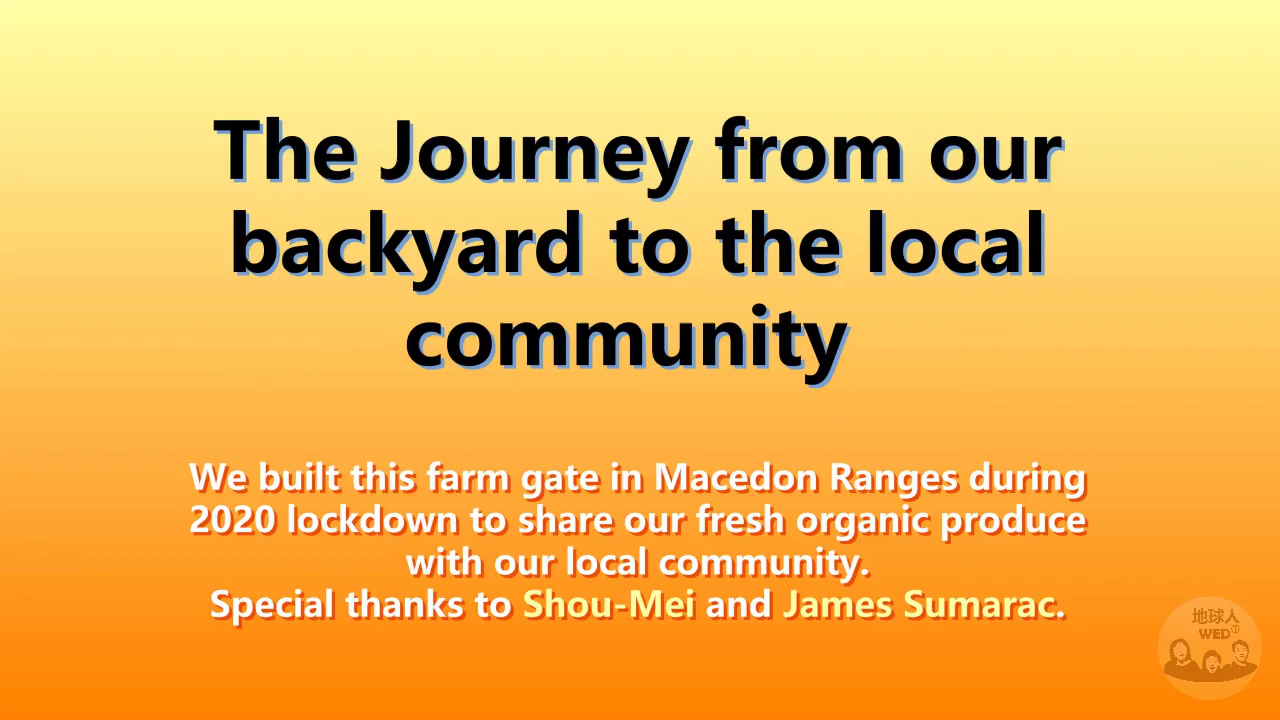 The Journey from our
backyard to the local
community
We built this farm gate in Macedon Ranges during
2020 lockdown to share our fresh organic produce
with our local community.
Special thanks to Shou-Mei and James Sumarac.
地球人
WED